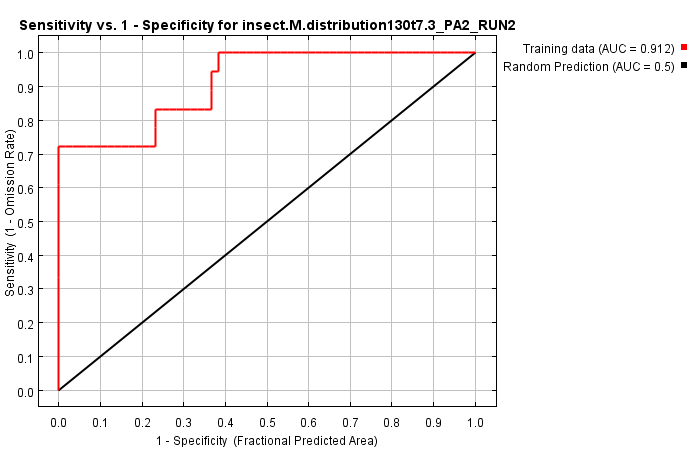 Sensitivity vs. 1 - Specificity for insect.M.distribution130t7.3_PA2_RUN2
Training data (AUC = 0.912)
Random Prediction (AUC = 0.5)
Sensitivity (1 - Omission Rate)
1.0
0.9
0.8
0.7
0.6
0.5
0.4
0.3
0.2
0.1
0.0
0.0 0.1 0.2 0.3 0.4 0.5 0.6 0.7 0.8 0.9 1.0
1 - Specificity (Fractional Predicted Area)